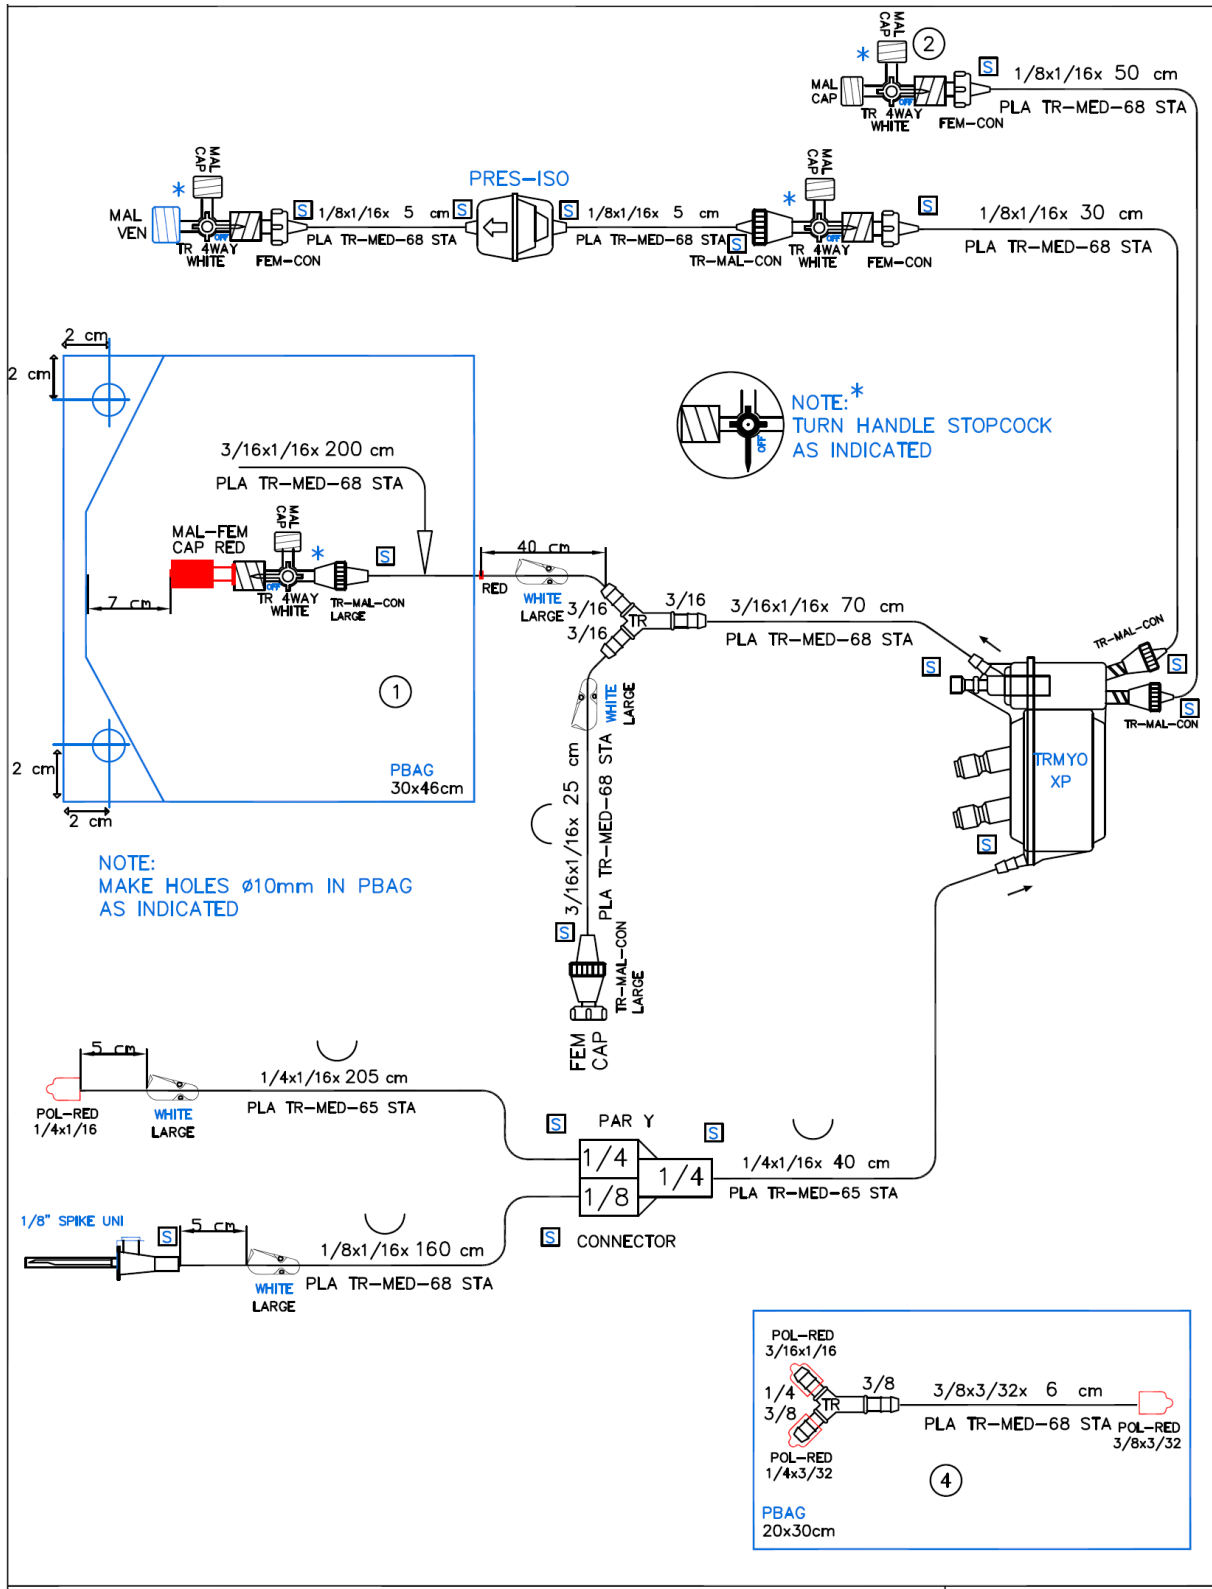 MAL
CAP
2
*
S
1/8x1/16x 50 cm
MAL
CAP
OFF
TR 4WAY
WHITE
FEM-CON
PLA TR-MED-68 STA
MAL
CAP
*
MAL
VEN
OFF
TR 4WAY
WHITE
FEM-CON
S
1/8x1/16x 5 cm
PLA TR-MED-68 STA
S
PRES-ISO
S
1/8x1/16x 5 cm
PLA TR-MED-68 STA
S
TR-MAL-CON
MAL
CAP
*
OFF
TR 4WAY
WHITE
FEM-CON
S
1/8x1/16x 30 cm
PLA TR-MED-68 STA
2 cm
2 cm
3/16x1/16x 200 cm
PLA TR-MED-68 STA
MAL-FEM
CAP RED
MAL
CAP
*
S
OFF
TR 4WAY
WHITE
TR-MAL-CON
LARGE
7 cm
1
2 cm
2 cm
PBAG
30x46cm
OFF
NOTE:*
TURN HANDLE STOPCOCK
AS INDICATED
40 cm
RED
WHITE
LARGE
3/16
3/16
TR
3/16
3/16x1/16x 70 cm
PLA TR-MED-68 STA
S
TR-MAL-CON
S
S
TR-MAL-CON
TRMYO
XP
S
WHITE
LARGE
3/16x1/16x 25 cm
PLA TR-MED-68 STA
S
TR-MAL-CON
LARGE
FEM
CAP
NOTE:
MAKE HOLES ø10mm IN PBAG
AS INDICATED
5 cm
POL-RED
1/4x1/16
WHITE
LARGE
1/4x1/16x 205 cm
PLA TR-MED-65 STA
S
PAR Y
S
1/4
1/8
1/4
1/4x1/16x 40 cm
PLA TR-MED-65 STA
S
CONNECTOR
1/8" SPIKE UNI
S
5 cm
WHITE
LARGE
1/8x1/16x 160 cm
PLA TR-MED-68 STA
POL-RED
3/16x1/16
1/4
3/8
TR
3/8
3/8x3/32x 6 cm
PLA TR-MED-68 STA
POL-RED
3/8x3/32
POL-RED
1/4x3/32
4
PBAG
20x30cm